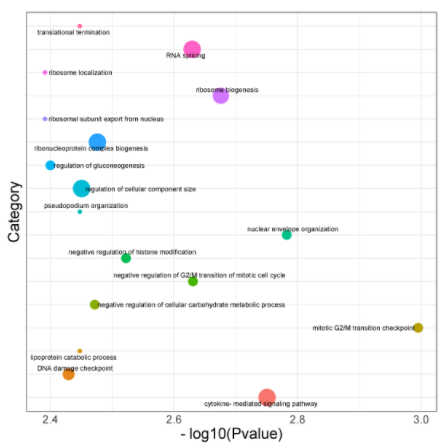 translational termination
RNA splicing
ribosome localization
ribosome biogenesis
ribosomal subunit export from nucleus
ribonucleoprotein complex biogenesis
regulation of gluconeogenesis
regulation of cellular component size
pseudopodium organization
nuclear envelope organization
negative regulation of histone modification
negative regulation of G2/M transition of mitotic cell cycle
negative regulation of cellular carbohydrate metabolic process
mitotic G2/M transition checkpoint
lipoprotein catabolic process
DNA damage checkpoint
cytokine- mediated signaling pathway
Category
2.4 2.6 2.8 3.0
- log10(Pvalue)